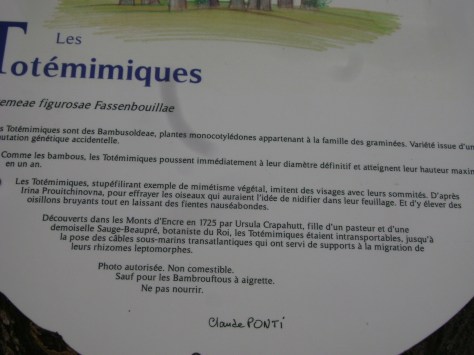 Les
Totémimiques
emeae figurosae Fassenbouillae
s Totémimiques sont des Bambusoldeae, plantes monocotylédones appartenant à la famille des graminées. Variété issue d'un
utation génétique accidentelle.
Comme les bambous, les Totémimiques poussent immédiatement à leur diamètre définitif et atteignent leur hauteur maxim
en un an.
Les Totémimiques, stupéfilirant exemple de mimétisme végétal, imitent des visages avec leurs sommités. D'après
Irina Prouitchinovna, pour effrayer les oiseaux qui auraient l'idée de nidifier dans leur feuillage. Et d'y élever des
oisillons bruyants tout en laissant des fientes nauséabondes.
Découverts dans les Monts d'Encre en 1725 par Ursula Crapahutt, fille d'un pasteur et d'une
demoiselle Sauge-Beaupré, botaniste du Roi, les Totémimiques étaient intransportables, jusqu'à
la pose des câbles sous-marins transatlantiques qui ont servi de supports à la migration de
leurs rhizomes leptomorphes.
Photo autorisée. Non comestible.
Sauf pour les Bambrouftous à aigrette.
Ne pas nourrir.
Claude PONTI